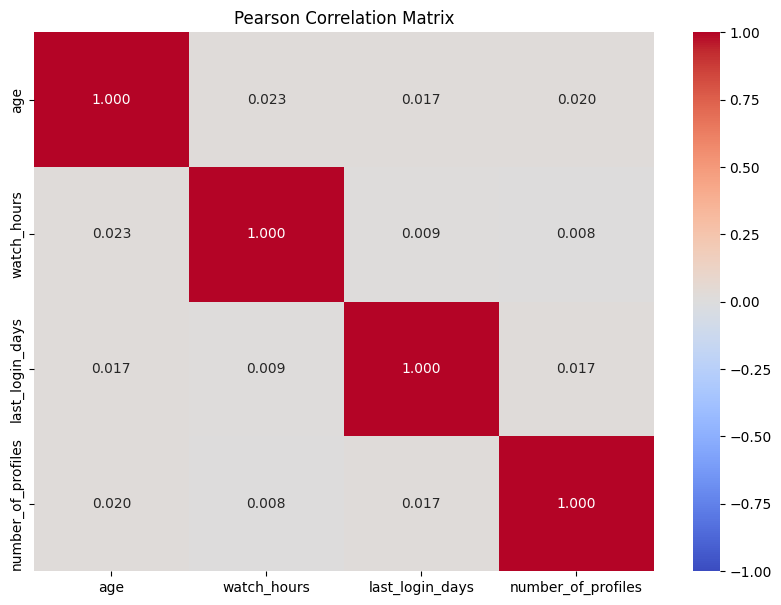 Pearson Correlation Matrix
age 1.000 0.023 0.017 0.020
watch_hours 0.023 1.000 0.009 0.008
last_login_days 0.017 0.009 1.000 0.017
number_of_profiles 0.020 0.008 0.017 1.000
age watch_hours last_login_days number_of_profiles
1.00
0.75
0.50
0.25
0.00
−0.25
−0.50
−0.75
−1.00